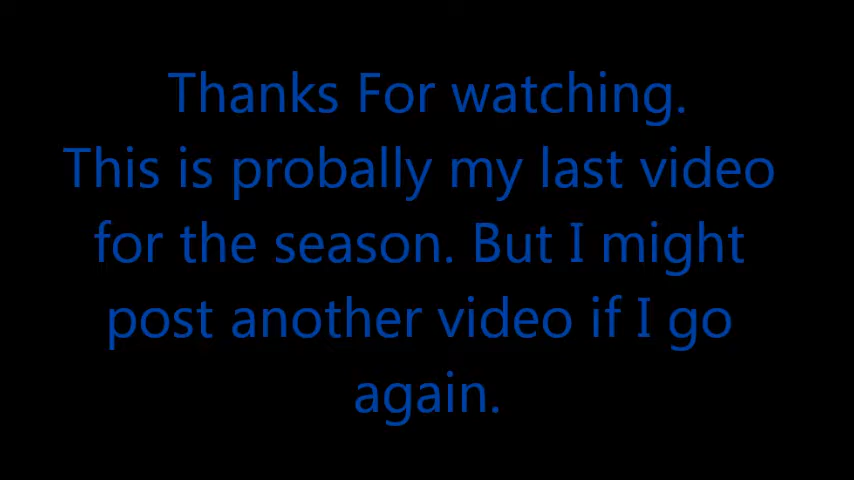 Thanks For watching.
This is probally my last video
for the season. But I might
post another video if I go
again.